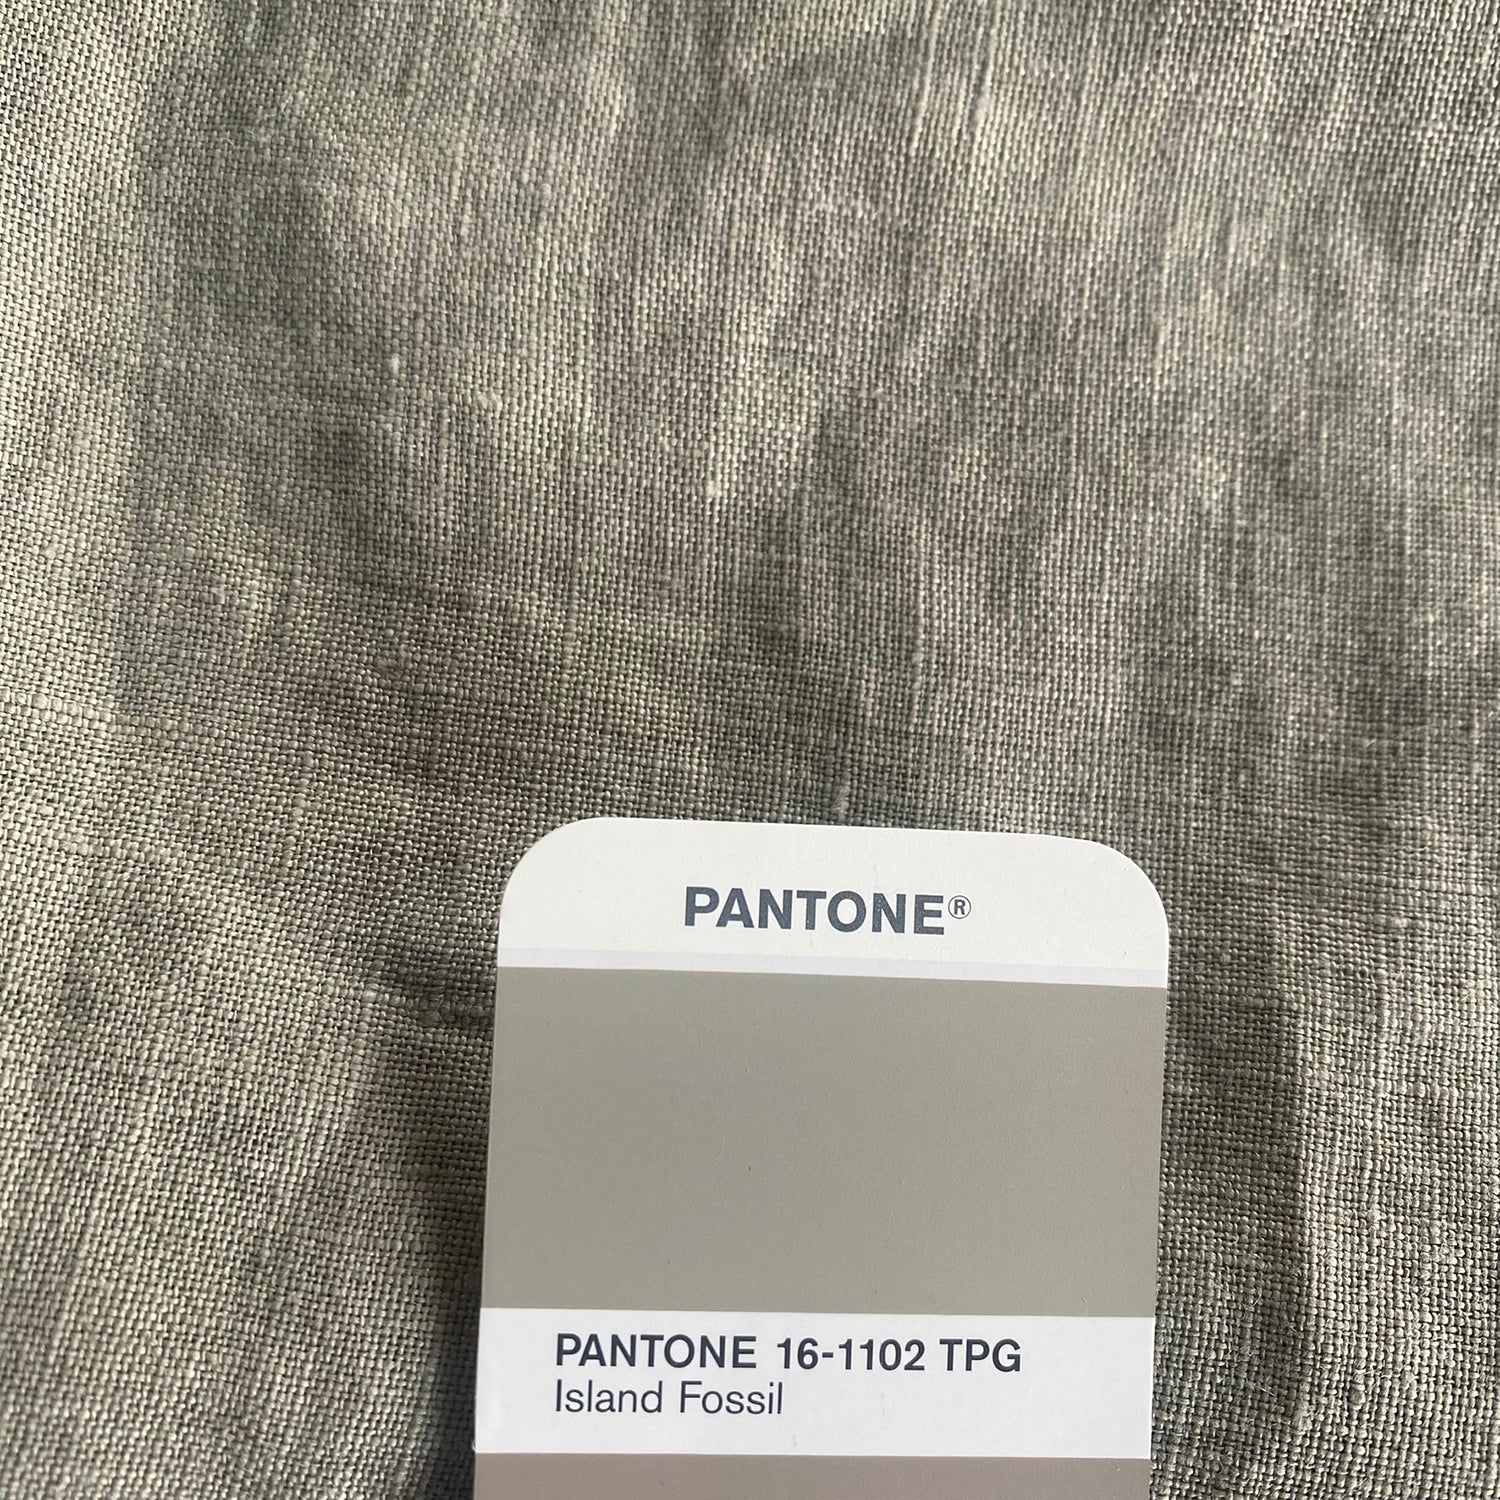 PANTONE®
PANTONE 16-1102 TPG
Island Fossil